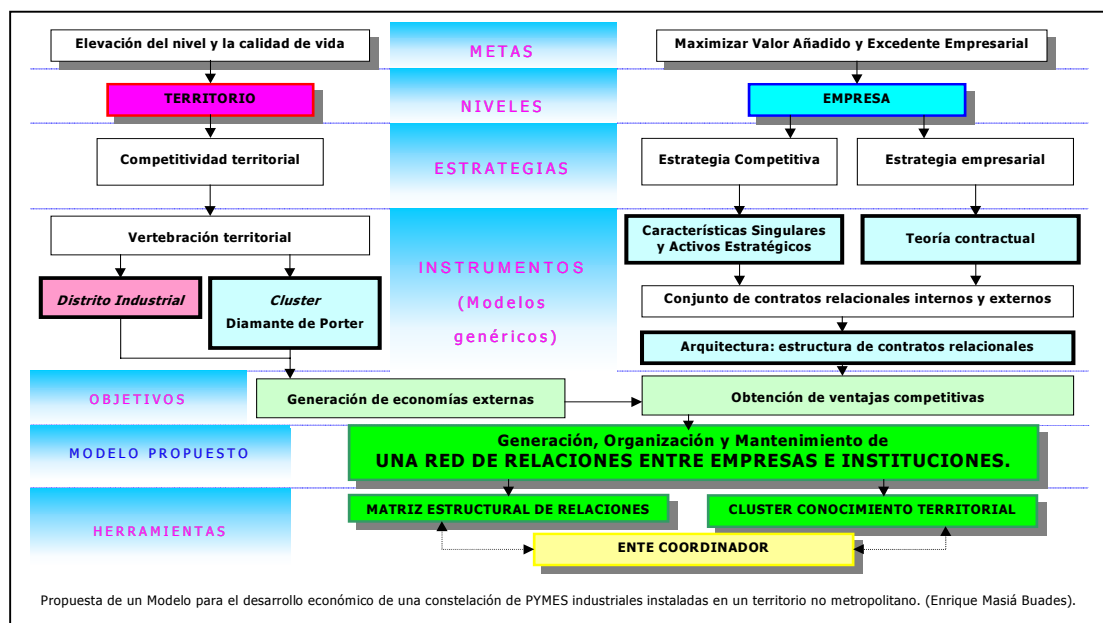 Elevación del nivel y la calidad de vida
METAS
Maximizar Valor Añadido y Excedente Empresarial
TERRITORIO
NIVELES
EMPRESA
Competitividad territorial
ESTRATEGIAS
Estrategia Competitiva
Estrategia empresarial
Vertebración territorial
INSTRUMENTOS
(Modelos
genéricos)
Características Singulares
y Activos Estratégicos
Teoría contractual
Distrito Industrial
Cluster
Diamante de Porter
Conjunto de contratos relacionales internos y externos
Arquitectura: estructura de contratos relacionales
OBJETIVOS
Generación de economías externas
Obtención de ventajas competitivas
MODELO PROPUESTO
Generación, Organización y Mantenimiento de
UNA RED DE RELACIONES ENTRE EMPRESAS E INSTITUCIONES.
HERRAMIENTAS
MATRIZ ESTRUCTURAL DE RELACIONES
CLUSTER CONOCIMIENTO TERRITORIAL
ENTE COORDINADOR
Propuesta de un Modelo para el desarrollo económico de una constelación de PYMES industriales instaladas en un territorio no metropolitano. (Enrique Masiá Buades).